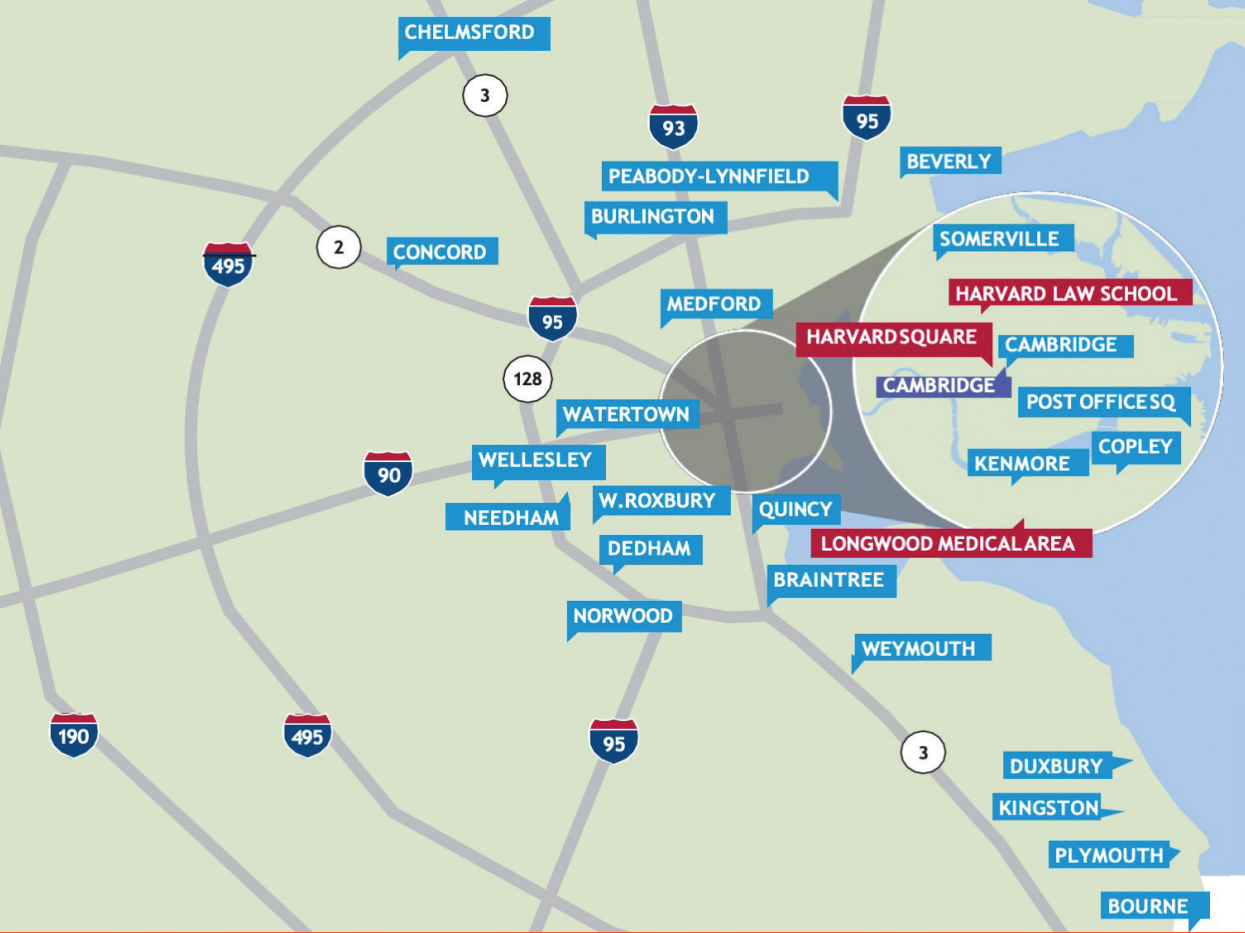 CHELMSFORD
3
93
95
BEVERLY
PEABODY-LYNNFIELD
BURLINGTON
2
CONCORD
495
SOMERVILLE
HARVARD LAW SCHOOL
MEDFORD
95
HARVARDSQUARE
CAMBRIDGE
128
CAMBRIDGE
POST OFFICE SQ
WATERTOWN
COPLEY
WELLESLEY
KENMORE
90
W.ROXBURY
QUINCY
NEEDHAM
LONGWOOD MEDICAL AREA
DEDHAM
BRAINTREE
NORWOOD
WEYMOUTH
190
495
95
3
DUXBURY
KINGSTON
PLYMOUTH
BOURNE